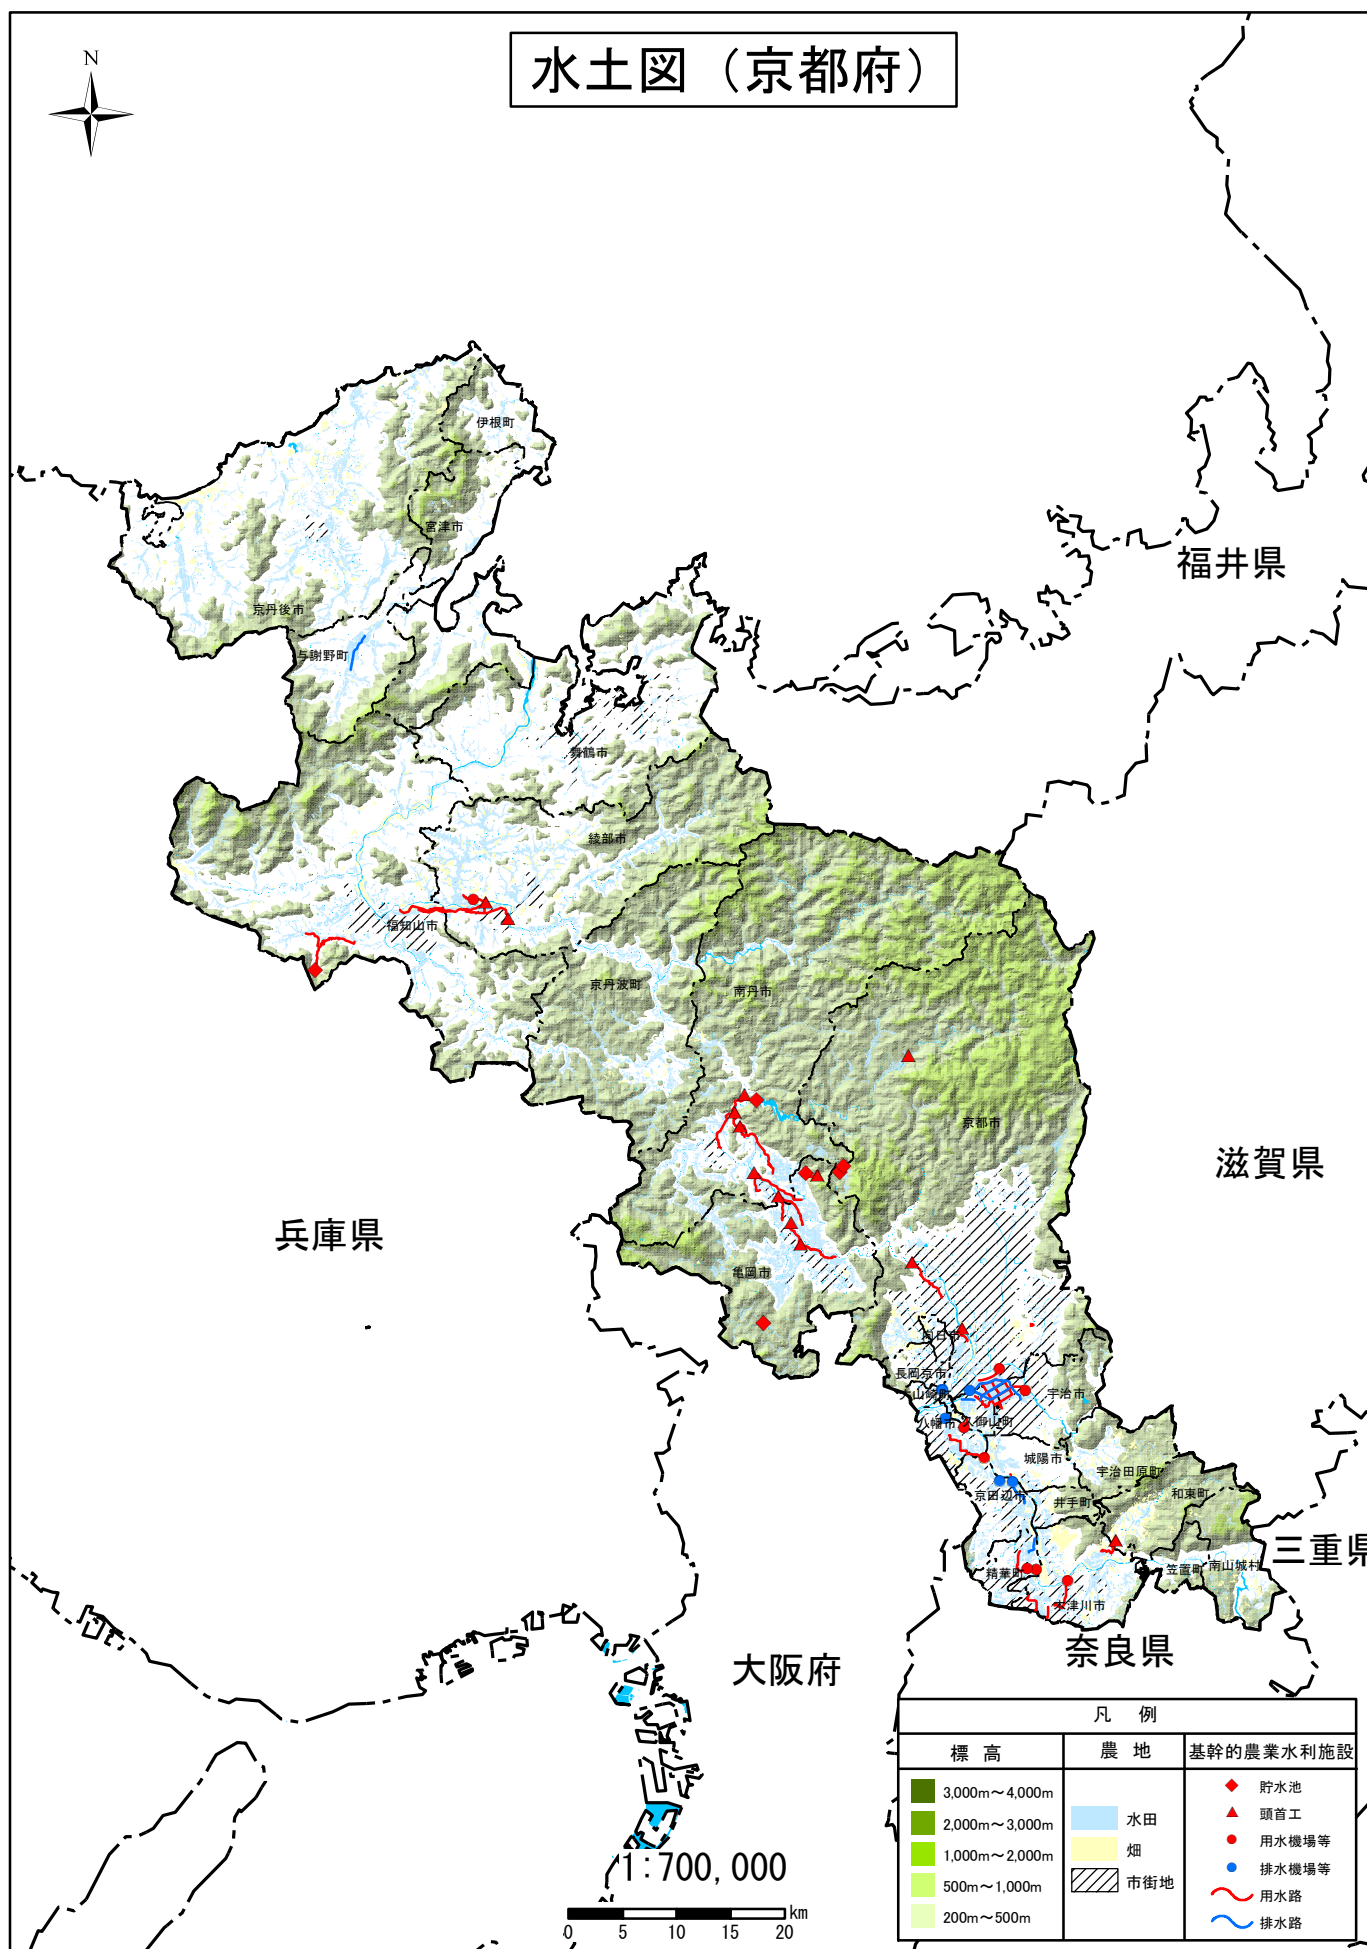 水土図（京都府）
N
伊根町
宮津市
福井県
京丹後市
与謝野町
舞鶴市
綾部市
福知山市
京丹波町
南丹市
京都市
滋賀県
兵庫県
亀岡市
向日市
長岡京市
大山崎町
宇治市
八幡市
久御山町
城陽市
宇治田原町
京田辺市
井手町
和束町
三重県
精華町
笠置町
南山城村
木津川市
奈良県
大阪府
凡　例
標 高
農 地
基幹的農業水利施設
3,000m～4,000m
2,000m～3,000m
1,000m～2,000m
500m～1,000m
200m～500m
水田
畑
市街地
貯水池
頭首工
用水機場等
排水機場等
用水路
排水路
1:700,000
km
0 5 10 15 20